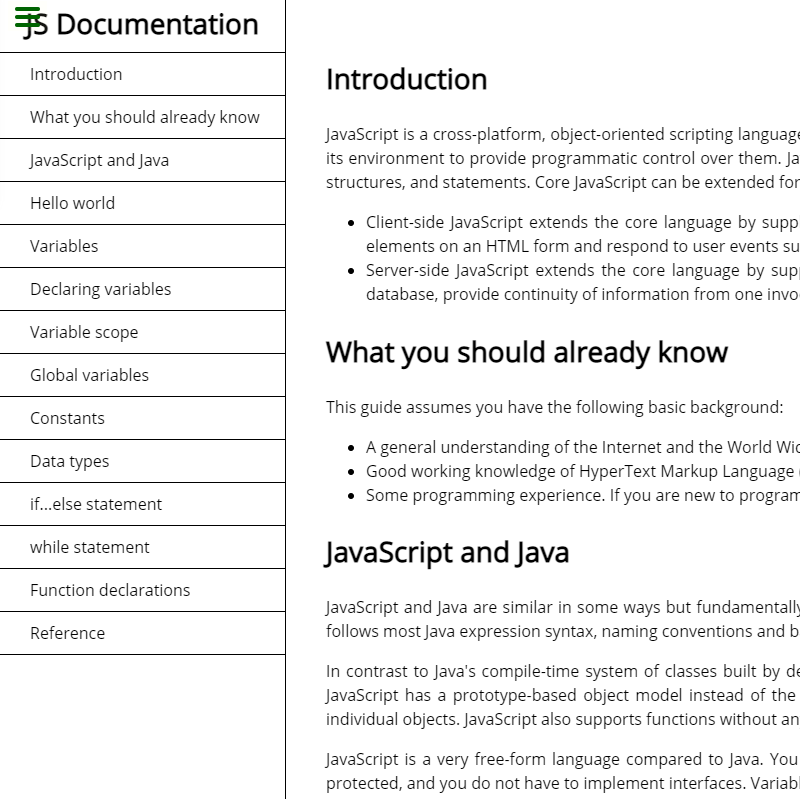 JS Documentation
Introduction
What you should already know
JavaScript and Java
Hello world
Variables
Declaring variables
Variable scope
Global variables
Constants
Data types
if...else statement
while statement
Function declarations
Reference
Introduction
JavaScript is a cross-platform, object-oriented scripting language
its environment to provide programmatic control over them.
structures, and statements. Core JavaScript can be extended for
Client-side JavaScript extends the core language by
elements on an HTML form and respond to user events
Server-side JavaScript extends the core language by
database, provide continuity of information from one
What you should already know
This guide assumes you have the following basic background:
A general understanding of the Internet and the World
Good working knowledge of HyperText Markup Language
Some programming experience. If you are new to
JavaScript and Java
JavaScript and Java are similar in some ways but fundamentally
follows most Java expression syntax, naming conventions and
In contrast to Java's compile-time system of classes built by
JavaScript has a prototype-based object model instead of the
individual objects. JavaScript also supports functions without
JavaScript is a very free-form language compared to Java. You
protected, and you do not have to implement interfaces.